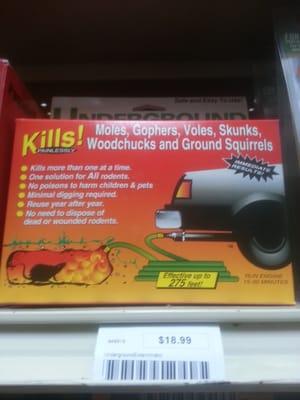 Safe and Easy To Use!
UNDERGROUND
Kills!
PAINLESSLY
Moles, Gophers, Voles, Skunks,
Woodchucks and Ground Squirrels
Kills more than one at a time.
One solution for All rodents.
No poisons to harm children & pets
Minimal digging required.
Reuse year after year.
No need to dispose of
dead or wounded rodents.
IMMEDIATE
RESULTS!
Effective up to
275 feet!
RUN ENGINE
15-30 MINUTES
$18.99